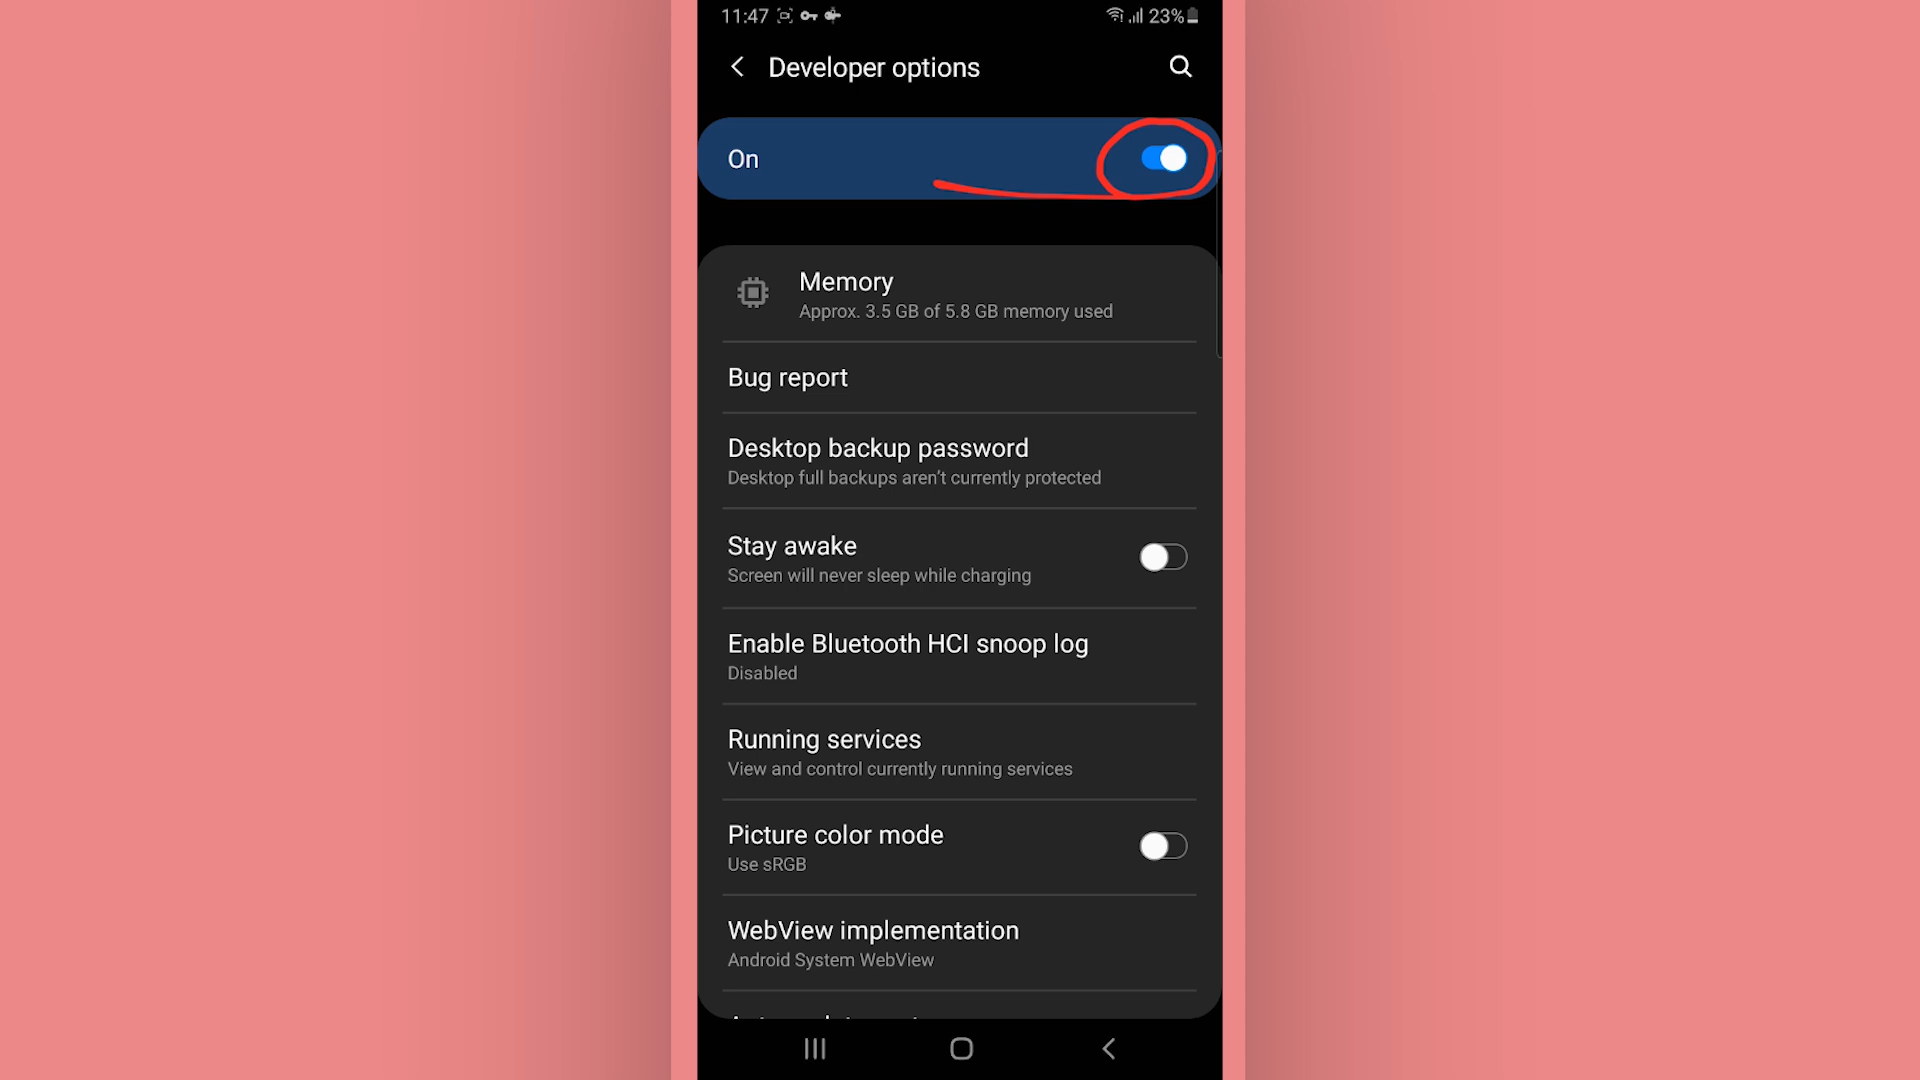 11:47 23%
Developer options
On
Memory
Approx. 3.5 GB of 5.8 GB memory used
Bug report
Desktop backup password
Desktop full backups aren't currently protected
Stay awake
Screen will never sleep while charging
Enable Bluetooth HCI snoop log
Disabled
Running services
View and control currently running services
Picture color mode
Use sRGB
WebView implementation
Android System WebView